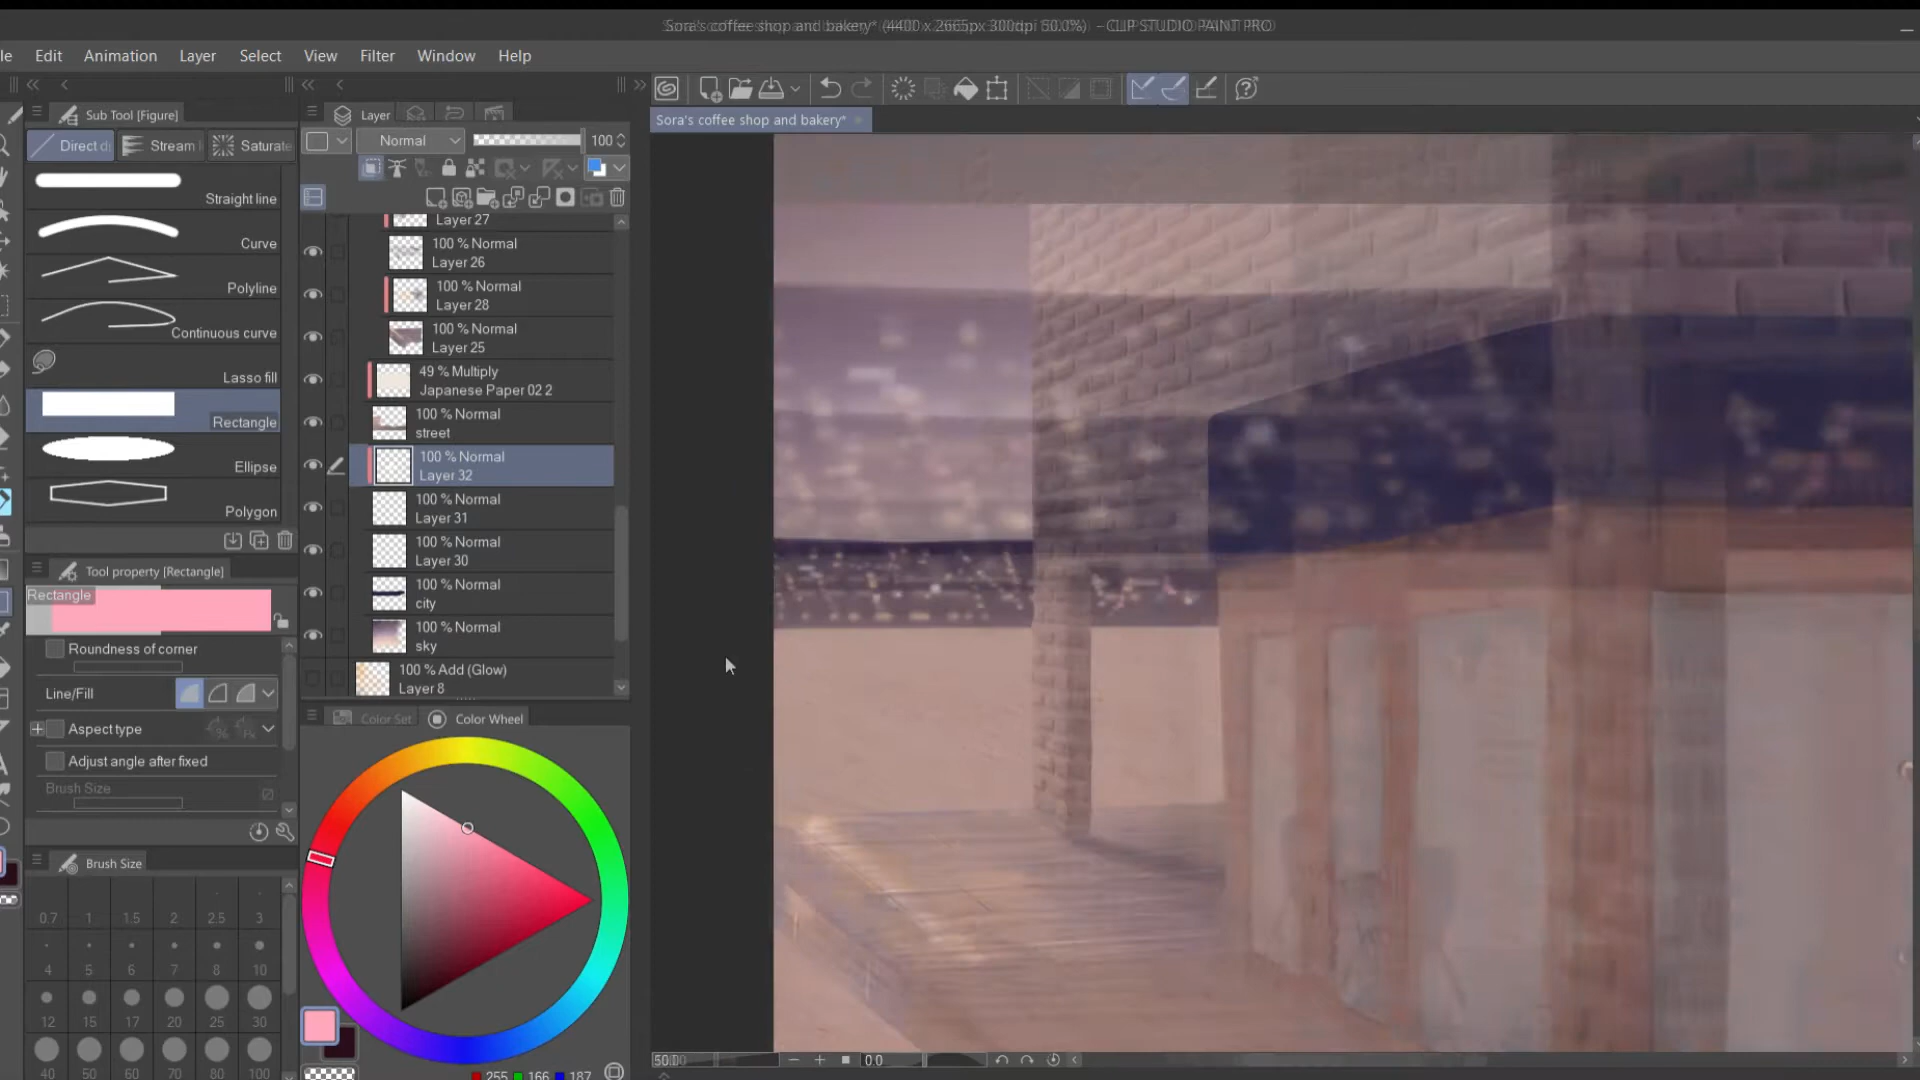 Sora's coffee shop and bakery* (4400 x 2665px 300dpi 50.0%) - CLIP STUDIO PAINT PRO
Edit Layer Animation Layer Select View Filter Window Help
Sub Tool [Figure]
Direct
Stream
Saturate
Straight line
Curve
Polyline
Continuous curve
Lasso fill
Rectangle
Ellipse
Polygon
Tool property [Rectangle]
Rectangle
Roundness of corner
Line/Fill
Aspect type
Adjust angle after fixed
Brush Size
Brush Size
0.7 1 1.5 2 2.5 3
4 5 6 7 8 10
12 15 17 20 25 30
40 50 60 70 80 100
Layer
Normal 100
Layer 27
100 % Normal
Layer 26
100 % Normal
Layer 28
100 % Normal
Layer 25
49 % Multiply
Japanese Paper 02 2
100 % Normal
street
100 % Normal
Layer 32
100 % Normal
Layer 31
100 % Normal
Layer 30
100 % Normal
city
100 % Normal
sky
100 % Add (Glow)
Layer 8
Color Set
Color Wheel
255 166 187
Sora's coffee shop and bakery*
0.0